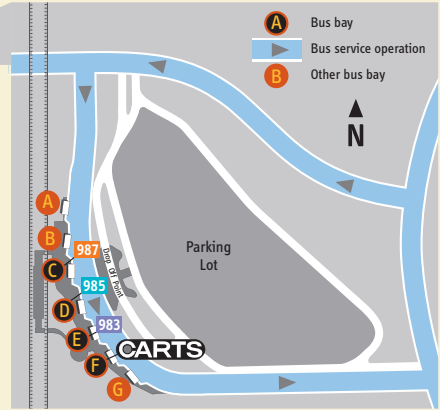 A Bus bay
Bus service operation
B Other bus bay
N
A
B
987
C
Drop Off Point
Parking
Lot
985
D
983
E
CARTS
F
G